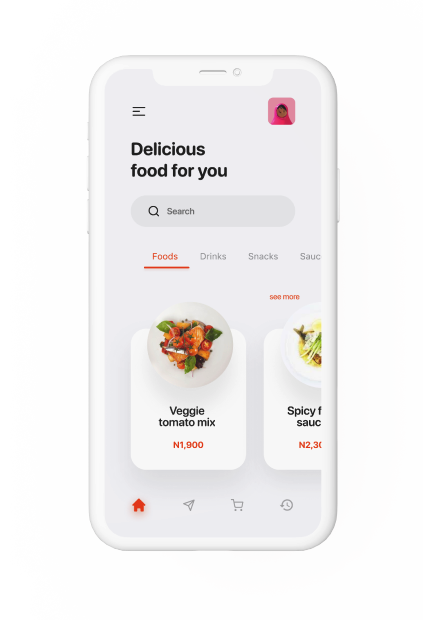 Delicious
food for you
Search
Foods Drinks Snacks Sauc
see more
Veggie
tomato mix
N1,900
Spicy f
sauc
N2,30